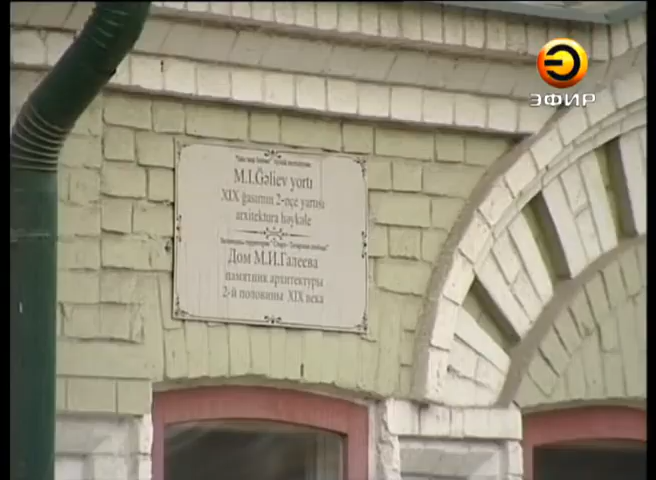 ЭФИР
M.I.Ğəliev yortı
XIX ğasırnıñ 2-nçe yartısı
arxitektura həykəle
Дом М.И.Галеева
памятник архитектуры
2-й половины XIX века